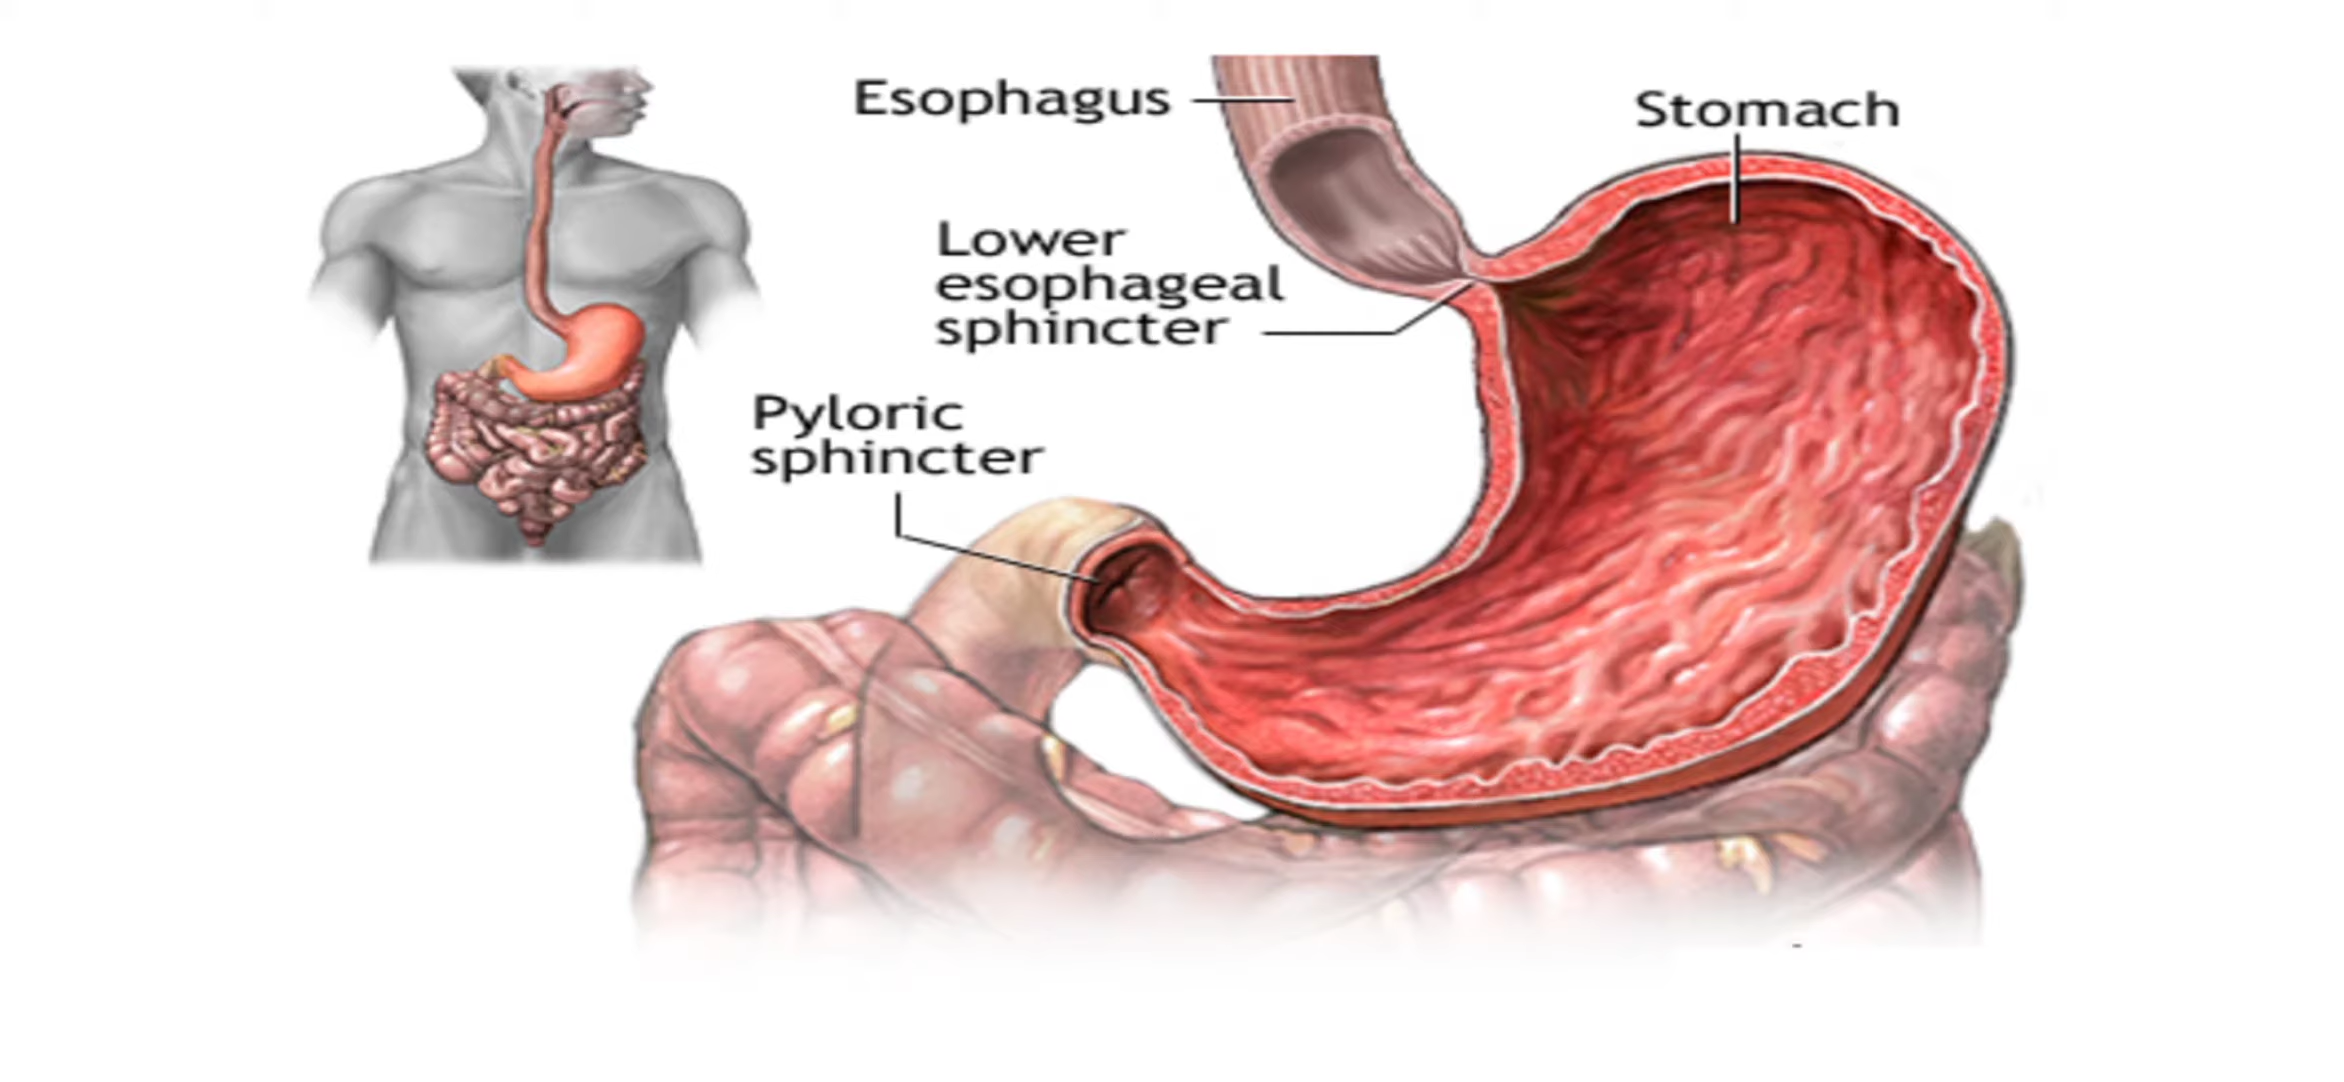 Esophagus
Stomach
Lower
esophageal
sphincter
Pyloric
sphincter